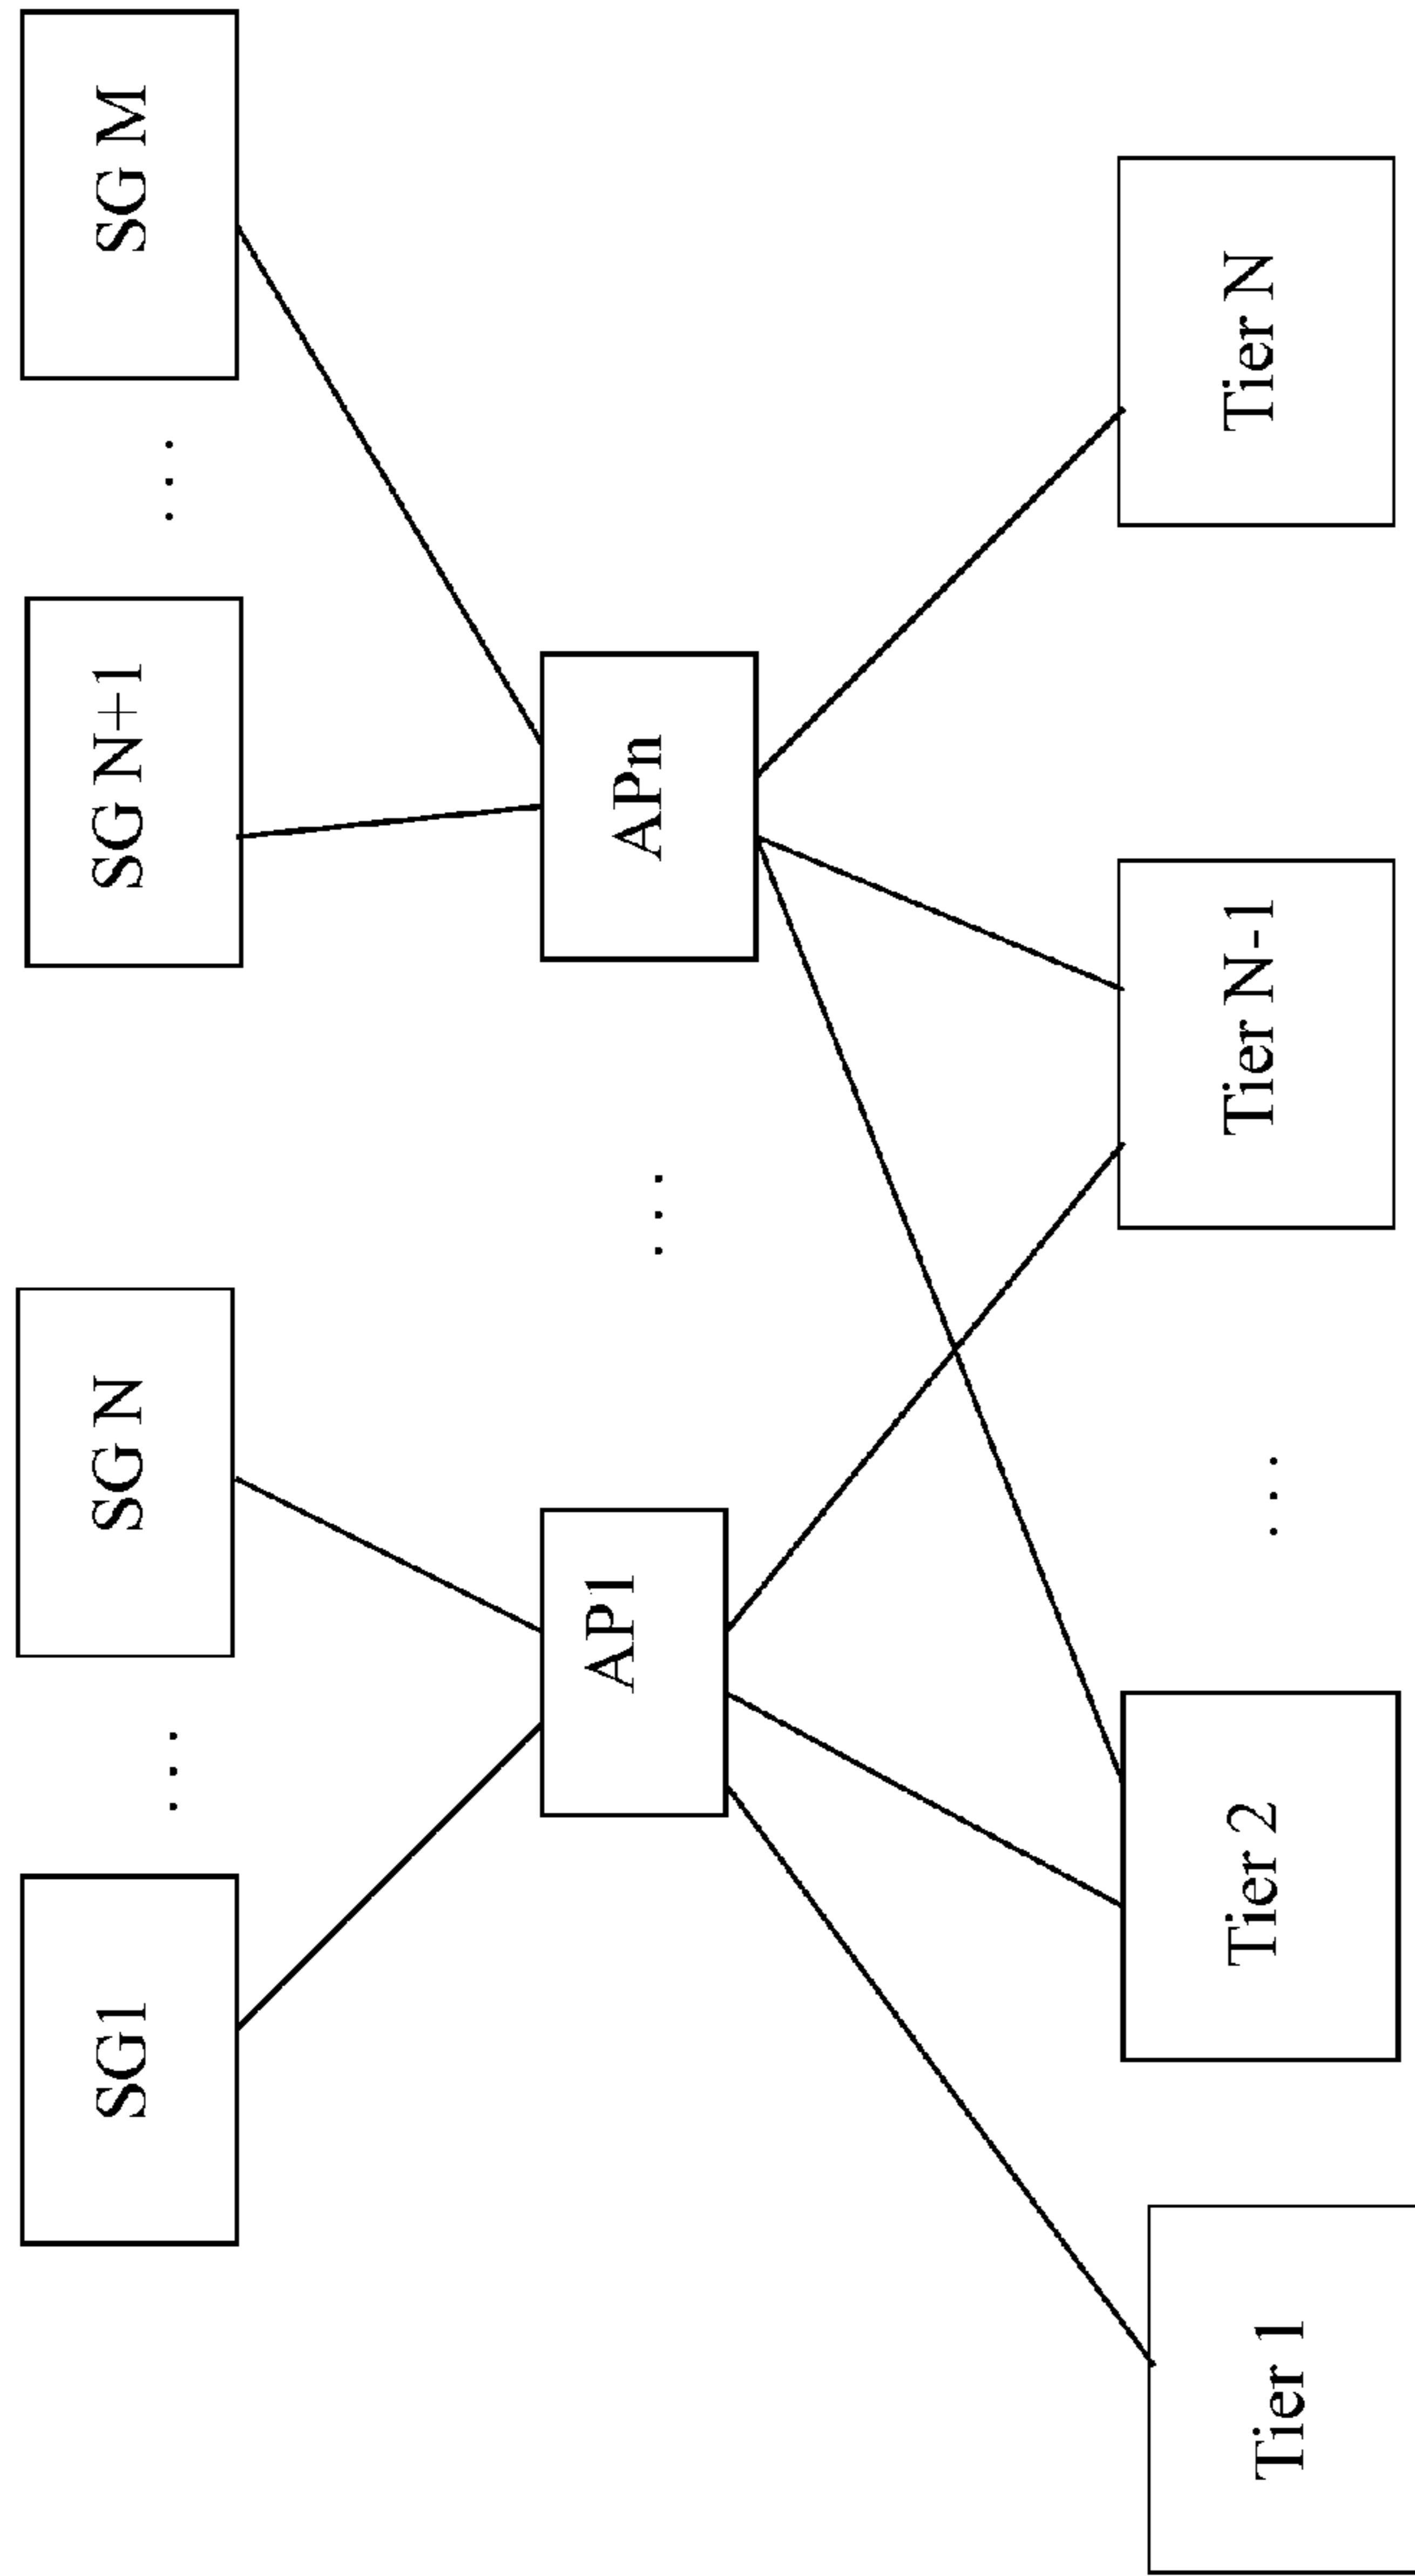 SG1
...
SG N
SG N+1
...
SG M
AP1
...
APn
Tier 1
Tier 2
...
Tier N-1
Tier N